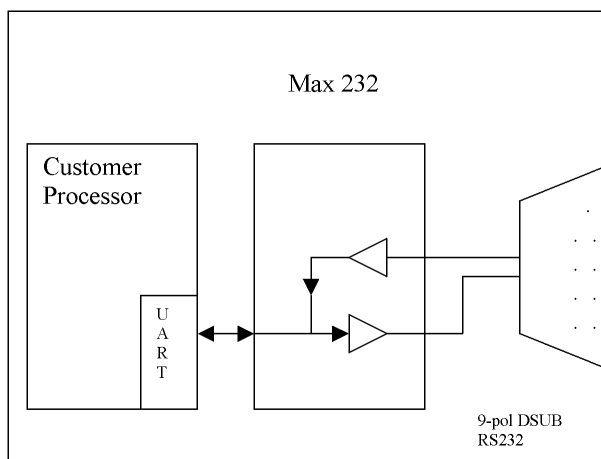 Max 232
Customer
Processor
U
A
R
T
9-pol DSUB
RS232